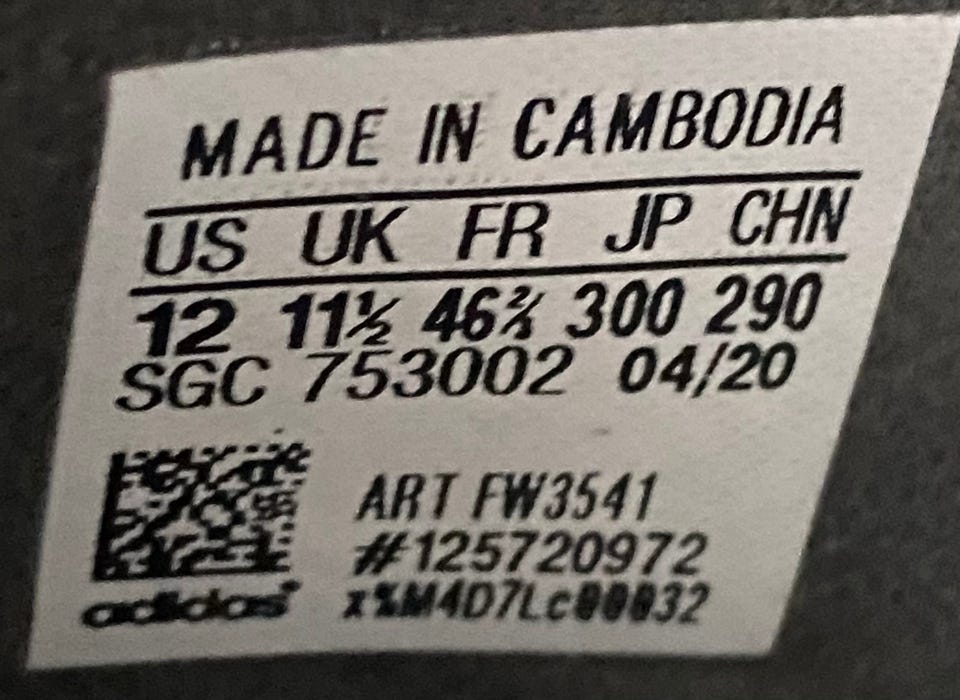 MADE IN CAMBODIA
US UK FR JP CHN
12 11½ 46⅔ 300 290
SGC 753002 04/20
ART FW3541
#125720972
adidas x%M4D7Lc00032